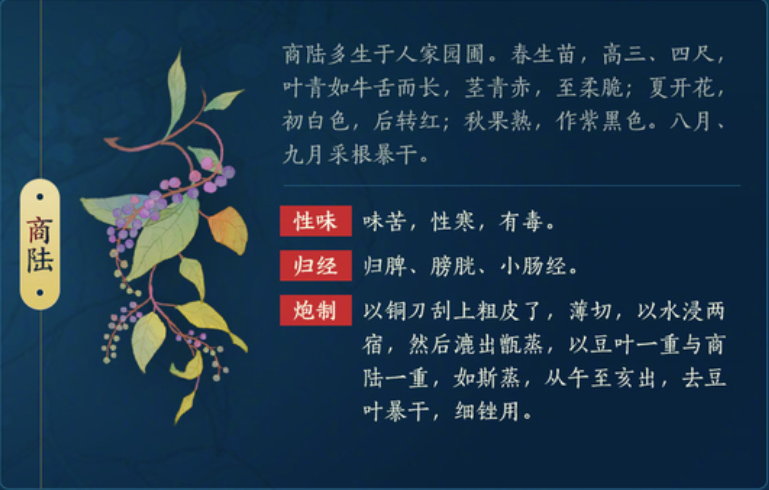 商陆
商陆多生于人家园圃。春生苗，高三、四尺，
叶青如牛舌而长，茎青赤，至柔脆；夏开花，
初白色，后转红；秋果熟，作紫黑色。八月、
九月采根暴干。
性味 味苦，性寒，有毒。
归经 归脾、膀胱、小肠经。
炮制 以铜刀刮上粗皮了，薄切，以水浸两
宿，然后漉出甑蒸，以豆叶一重与商
陆一重，如斯蒸，从午至亥出，去豆
叶暴干，细锉用。